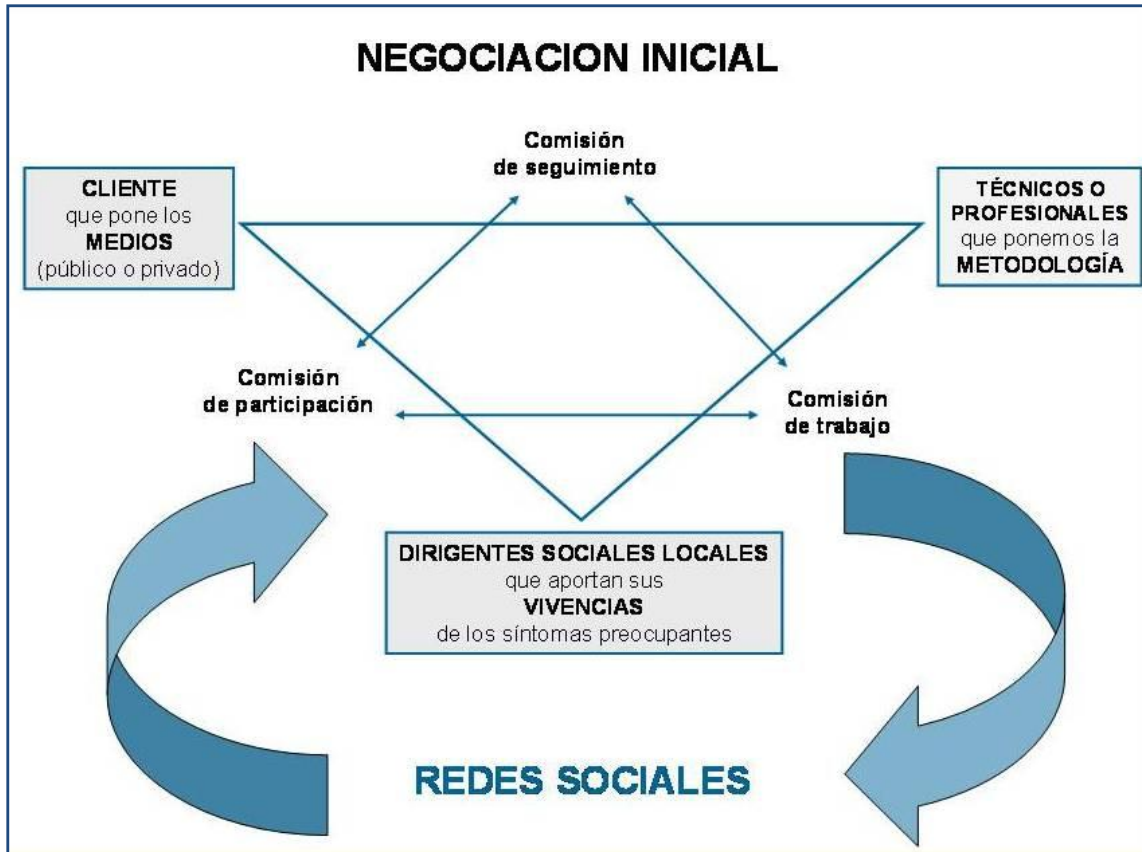 NEGOCIACION INICIAL
Comisión
de seguimiento
CLIENTE
que pone los
MEDIOS
(público o privado)
TÉCNICOS O
PROFESIONALES
que ponemos la
METODOLOGÍA
Comisión
de participación
Comisión
de trabajo
DIRIGENTES SOCIALES LOCALES
que aportan sus
VIVENCIAS
de los síntomas preocupantes
REDES SOCIALES